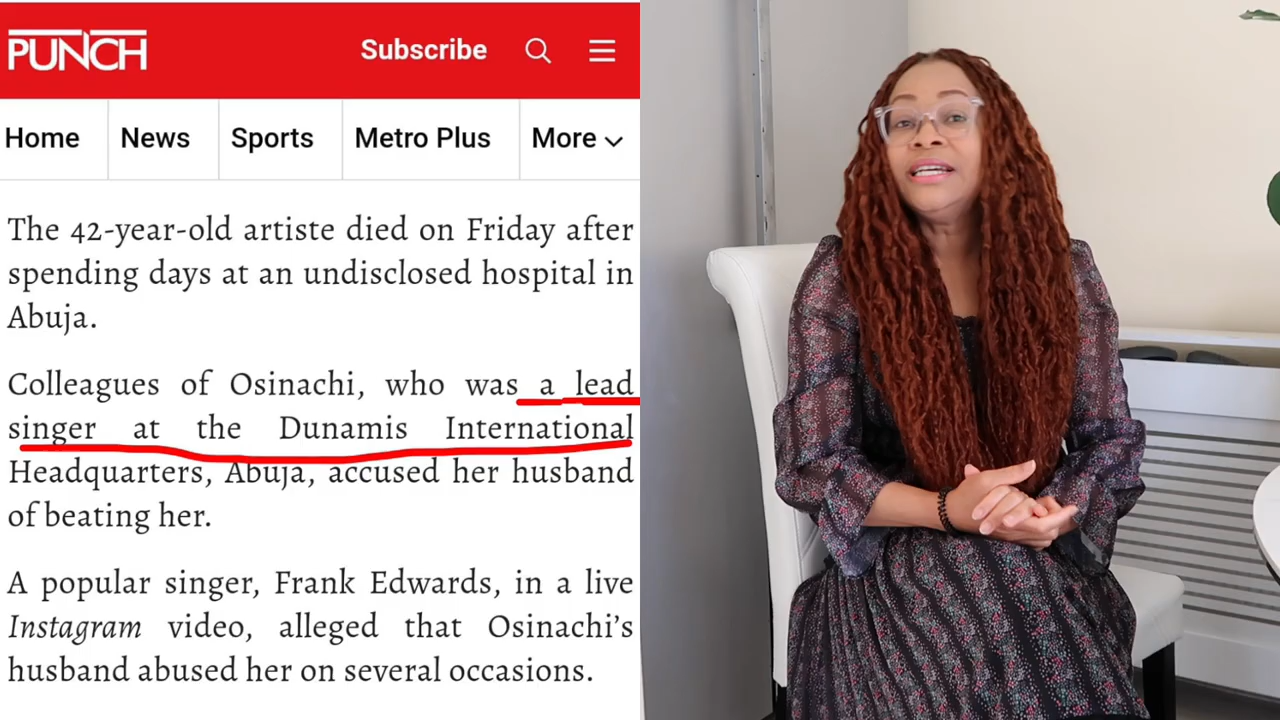 PUNCH
Subscribe
Home News Sports Metro Plus More
The 42-year-old artiste died on Friday after
spending days at an undisclosed hospital in
Abuja.
Colleagues of Osinachi, who was a lead
singer at the Dunamis International
Headquarters, Abuja, accused her husband
of beating her.
A popular singer, Frank Edwards, in a live
Instagram video, alleged that Osinachi’s
husband abused her on several occasions.